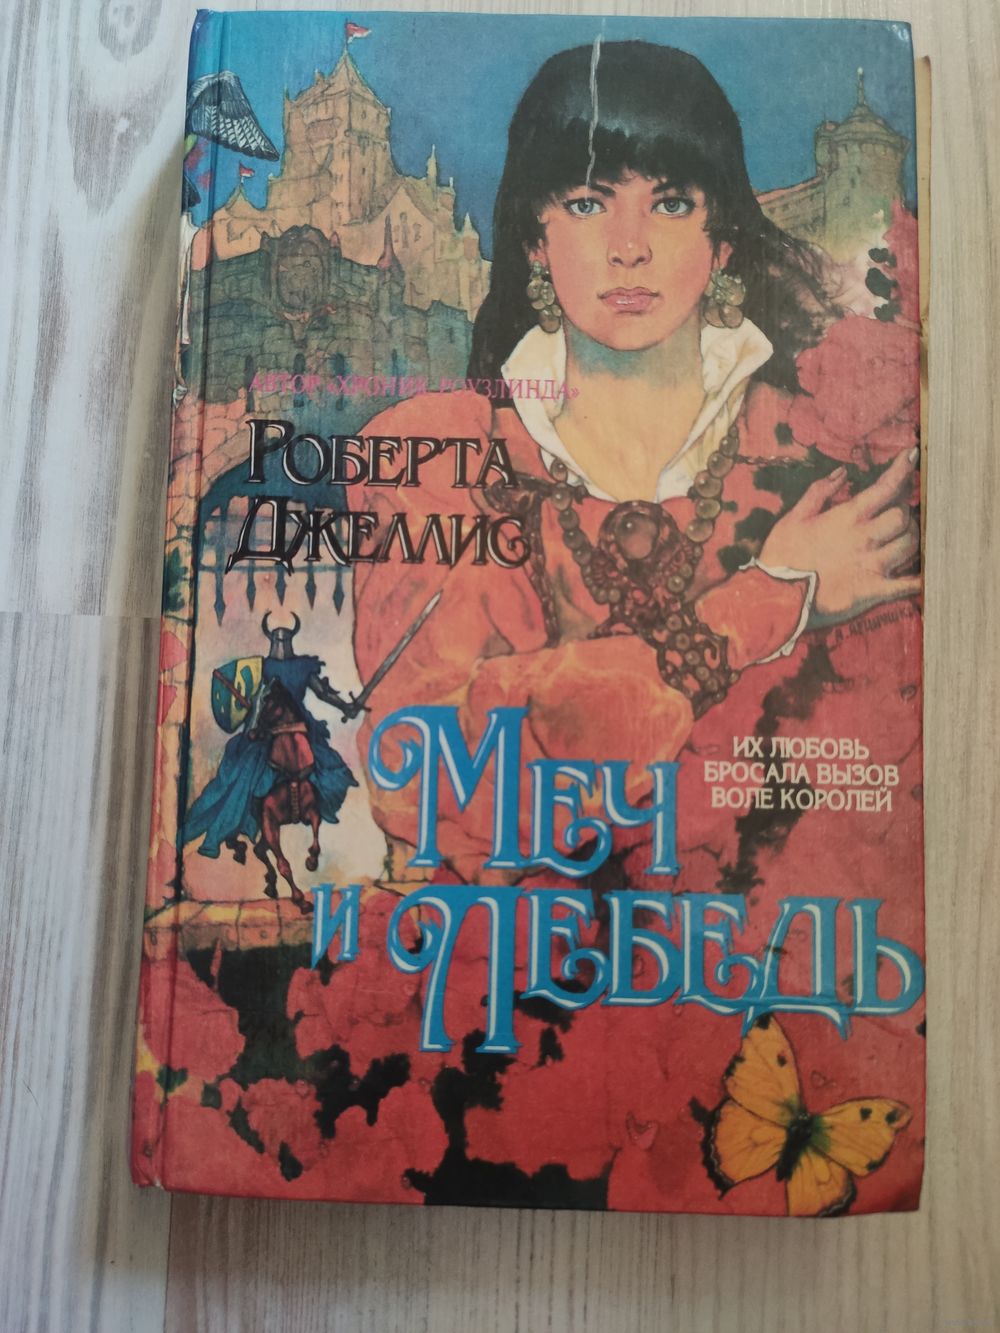 АВТОР «ХРОНИК РОУЗЛИНДА»
РОБЕРТА
ДЖЕЛЛИС
МЕЧ
И ЛЕБЕДЬ
ИХ ЛЮБОВЬ
БРОСАЛА ВЫЗОВ
ВОЛЕ КОРОЛЕЙ